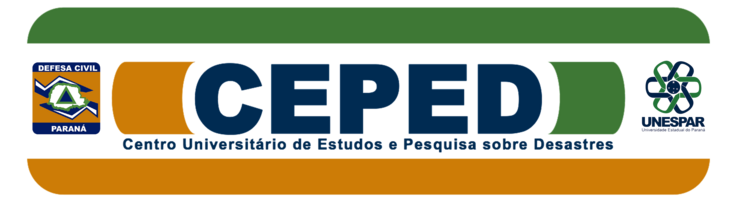 DEFESA CIVIL
PARANÁ
CEPED
Centro Universitário de Estudos e Pesquisa sobre Desastres
UNESPAR
Universidade Estadual do Paraná